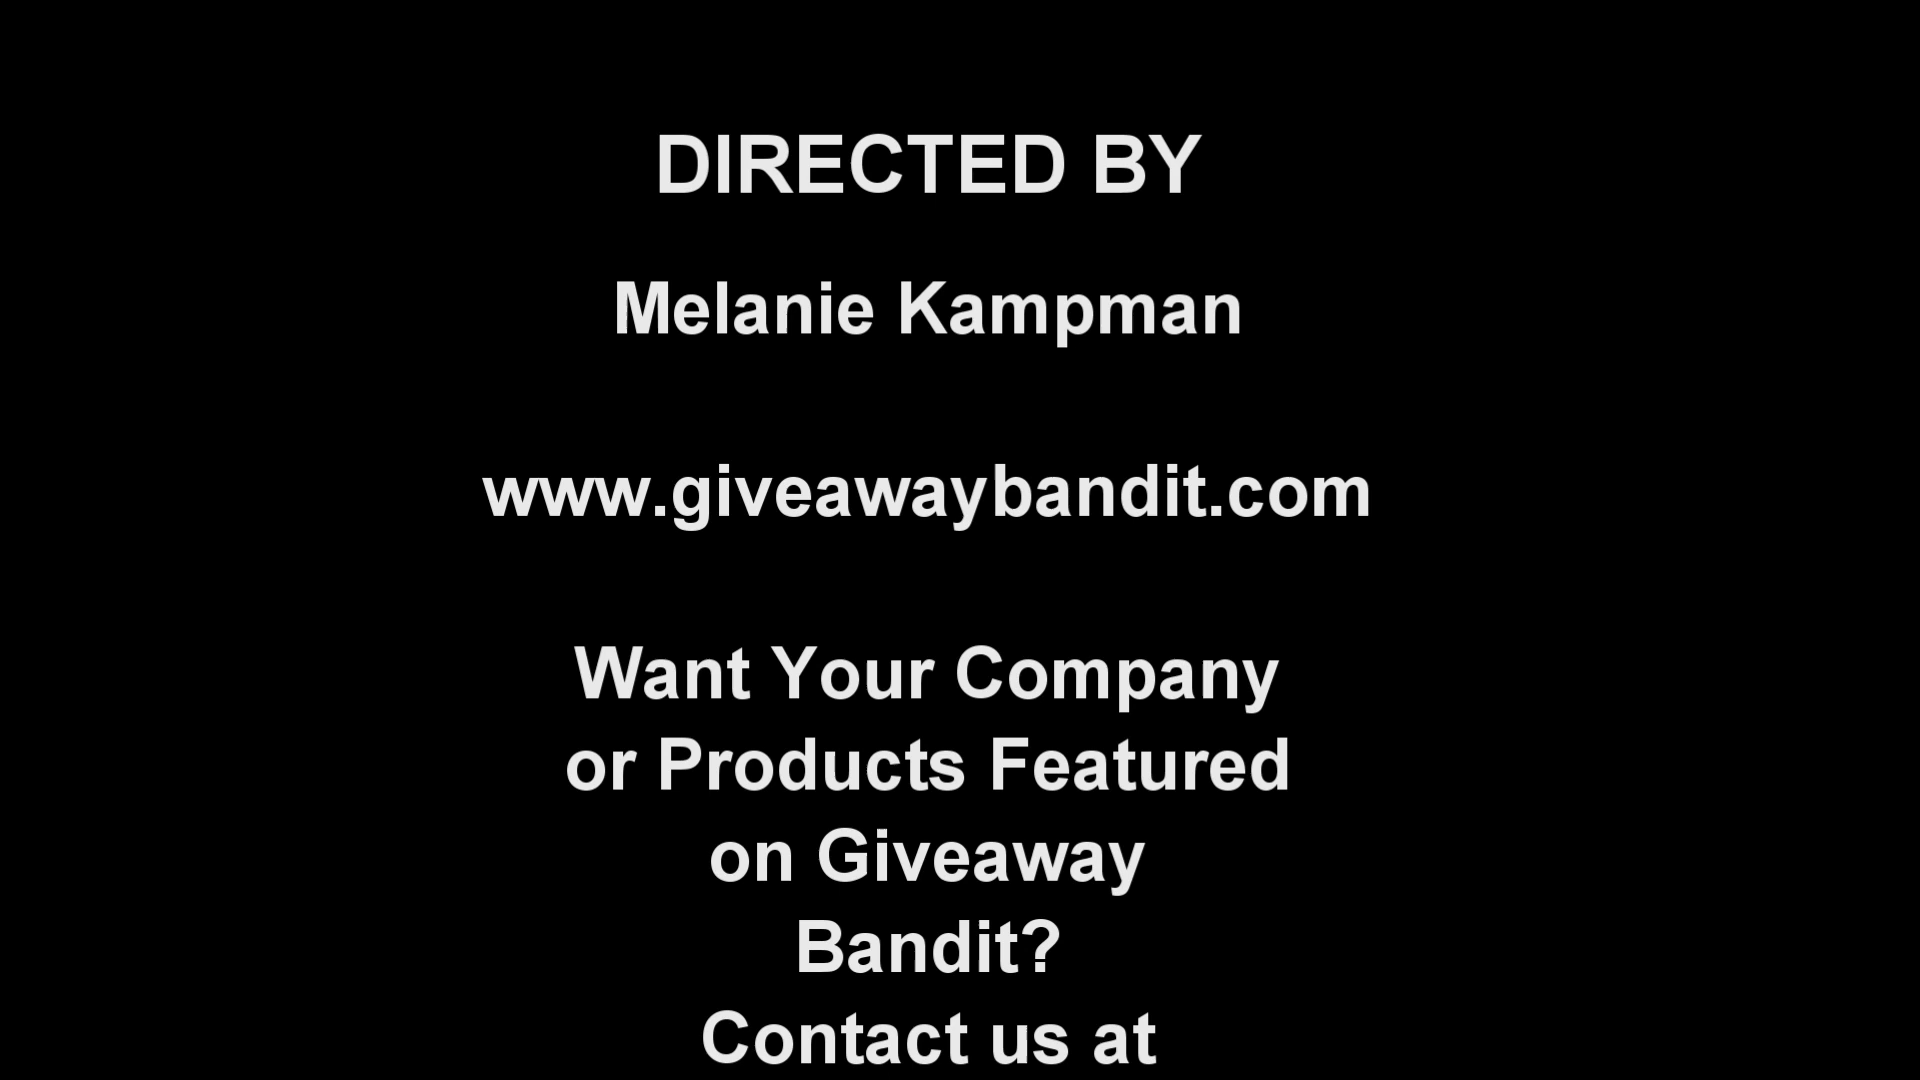 DIRECTED BY
Melanie Kampman
www.giveawaybandit.com
Want Your Company
or Products Featured
on Giveaway
Bandit?
Contact us at